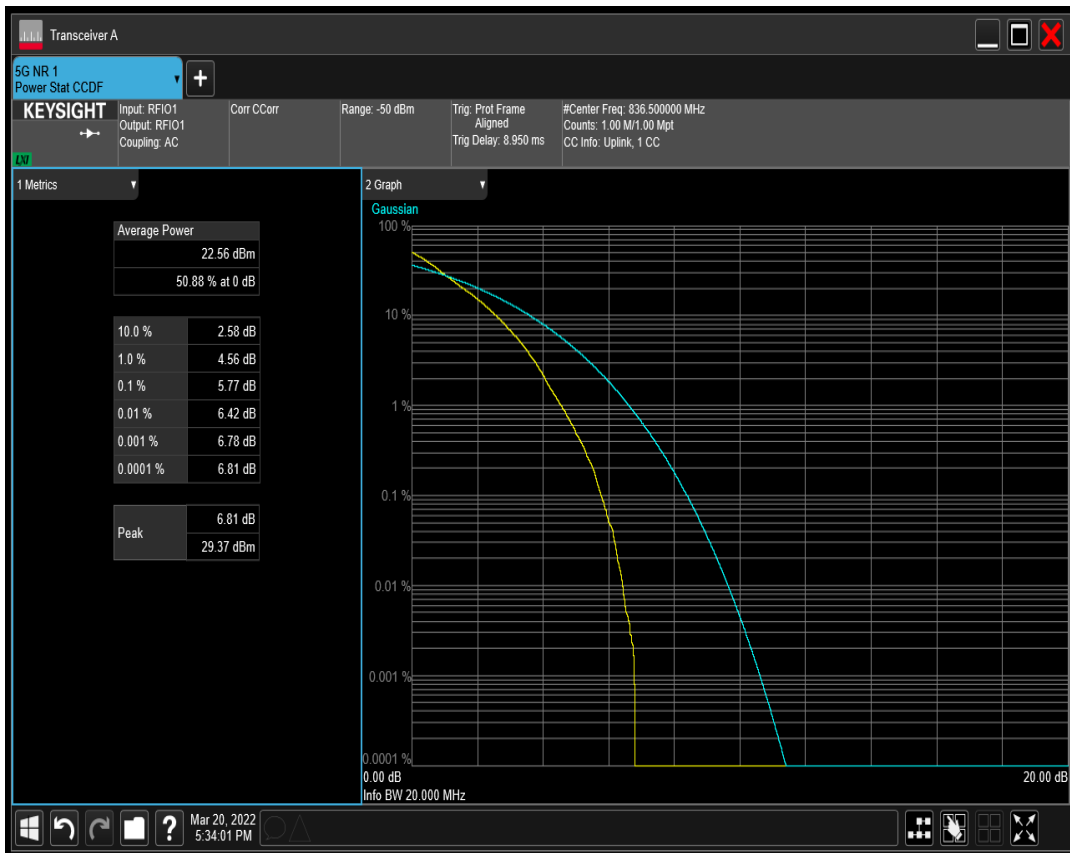 Transceiver A
5G NR 1
Power Stat CCDF
+
KEYSIGHT
LXI
Input: RFIO1
Output: RFIO1
Coupling: AC
Corr CCorr
Range: -50 dBm
Trig: Prot Frame
Aligned
Trig Delay: 8.950 ms
#Center Freq: 836.500000 MHz
Counts: 1.00 M/1.00 Mpt
CC Info: Uplink, 1 CC
1 Metrics
Average Power
22.56 dBm
50.88 % at 0 dB
10.0 % 2.58 dB
1.0 % 4.56 dB
0.1 % 5.77 dB
0.01 % 6.42 dB
0.001 % 6.78 dB
0.0001 % 6.81 dB
Peak 6.81 dB
29.37 dBm
2 Graph
Gaussian
100 %
10 %
1 %
0.1 %
0.01 %
0.001 %
0.0001 %
0.00 dB 20.00 dB
Info BW 20.000 MHz
?
Mar 20, 2022
5:34:01 PM